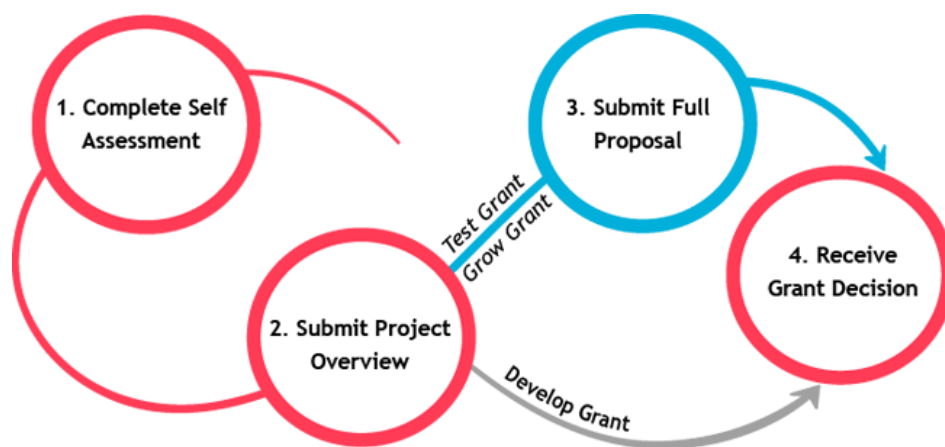 1. Complete Self
Assessment
2. Submit Project
Overview
Test Grant
Grow Grant
3. Submit Full
Proposal
Develop Grant
4. Receive
Grant Decision